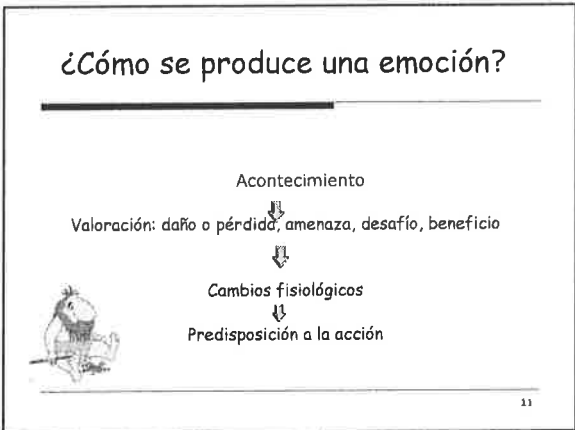 ¿Cómo se produce una emoción?
Acontecimiento
Valoración: daño o pérdida, amenaza, desafío, beneficio
Cambios fisiológicos
Predisposición a la acción
11